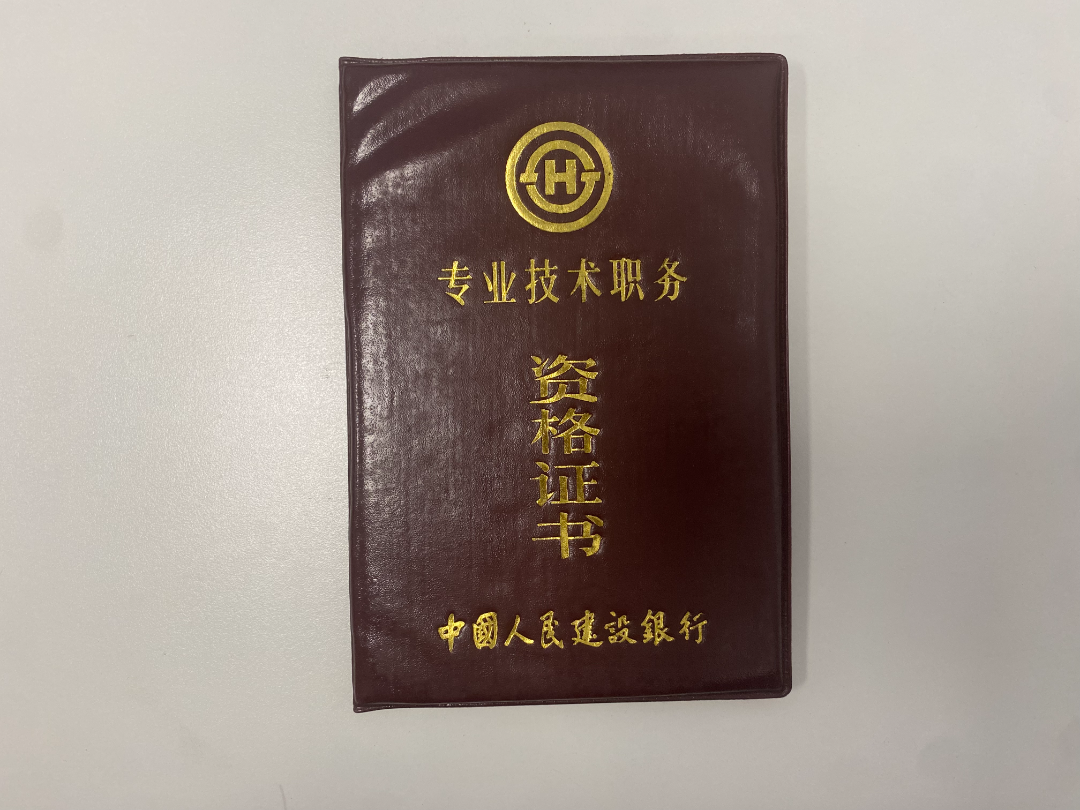 H
专业技术职务
资格证书
中國人民建設銀行